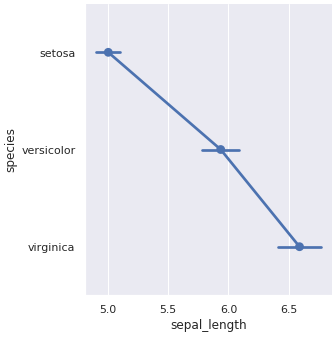 setosa
versicolor
virginica
species
5.0 5.5 6.0 6.5
sepal_length